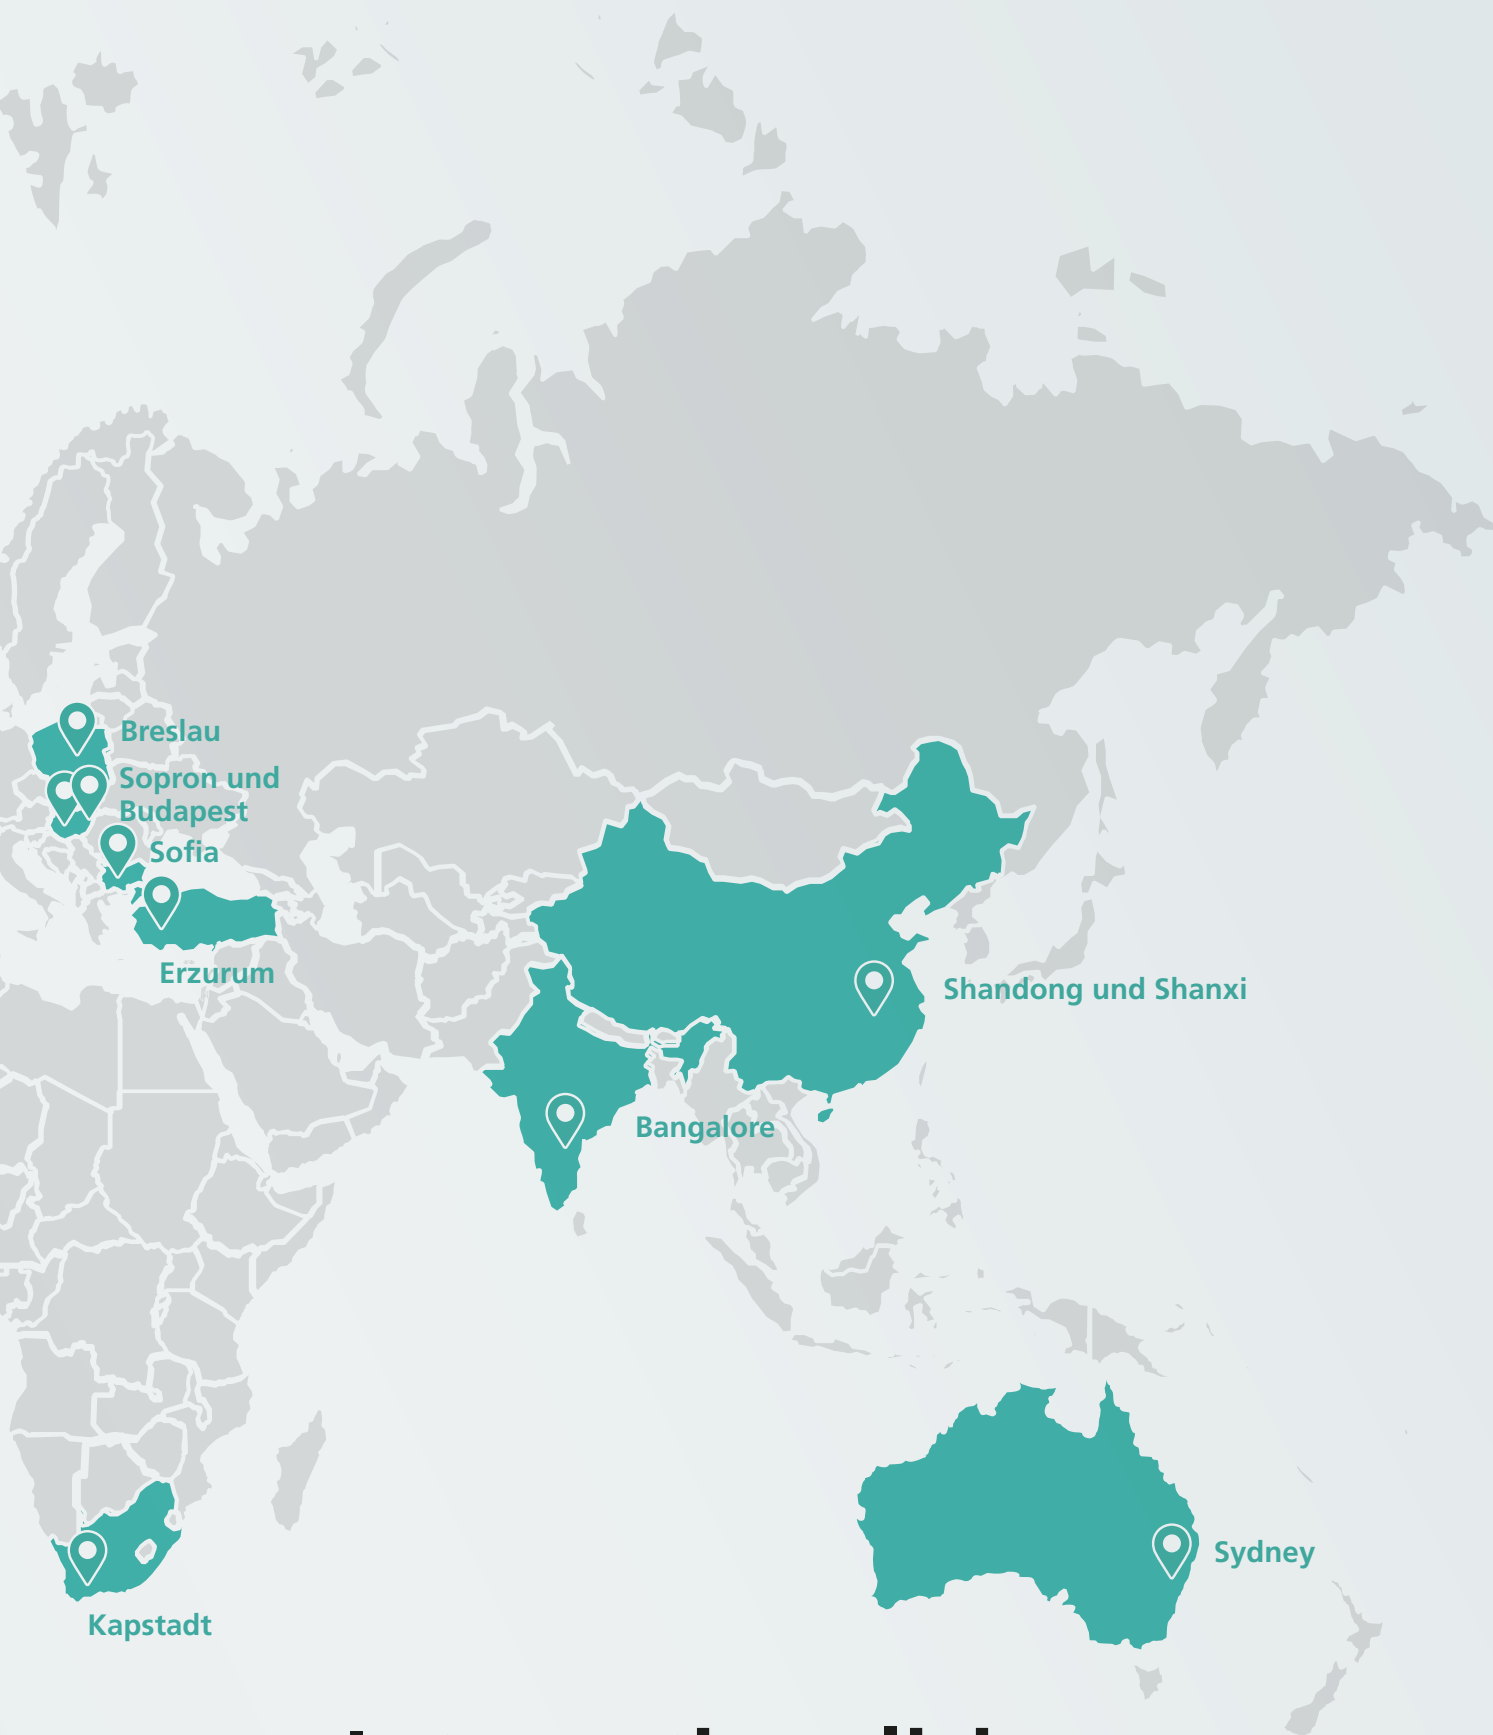 Breslau
Sopron und
Budapest
Sofia
Erzurum
Shandong und Shanxi
Bangalore
Sydney
Kapstadt